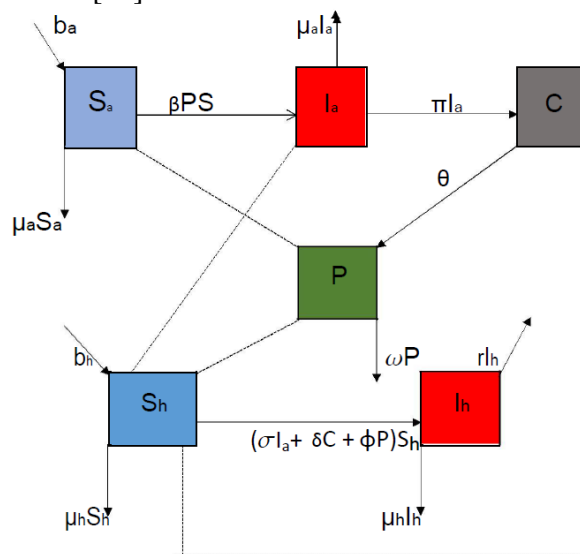 bₐ
μₐIₐ
Sₐ
βPS
Iₐ
πIₐ
C
μₐSₐ
θ
P
bₕ
ωP
rIₕ
Sₕ
Iₕ
(σIₐ+ δC + ϕP)Sₕ
μₕSₕ
μₕIₕ